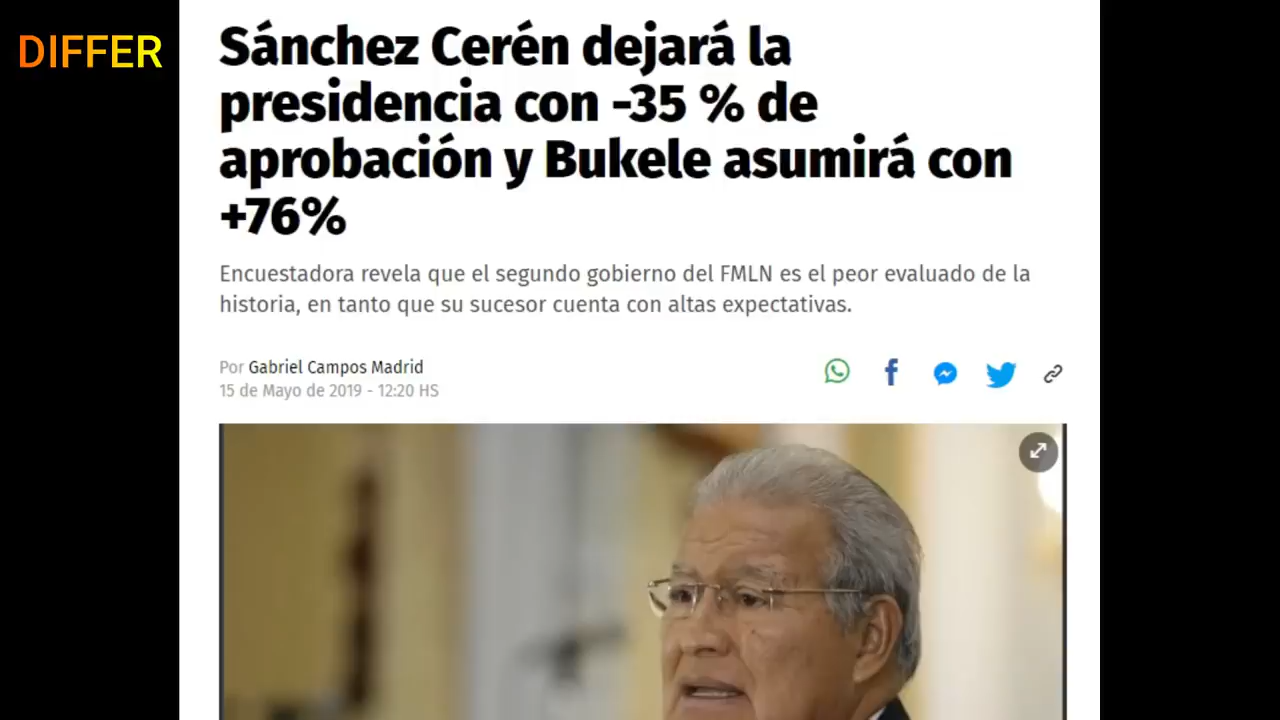 DIFFER
Sánchez Cerén dejará la
presidencia con -35 % de
aprobación y Bukele asumirá con
+76%
Encuestadora revela que el segundo gobierno del FMLN es el peor evaluado de la
historia, en tanto que su sucesor cuenta con altas expectativas.
Por Gabriel Campos Madrid
15 de Mayo de 2019 - 12:20 HS